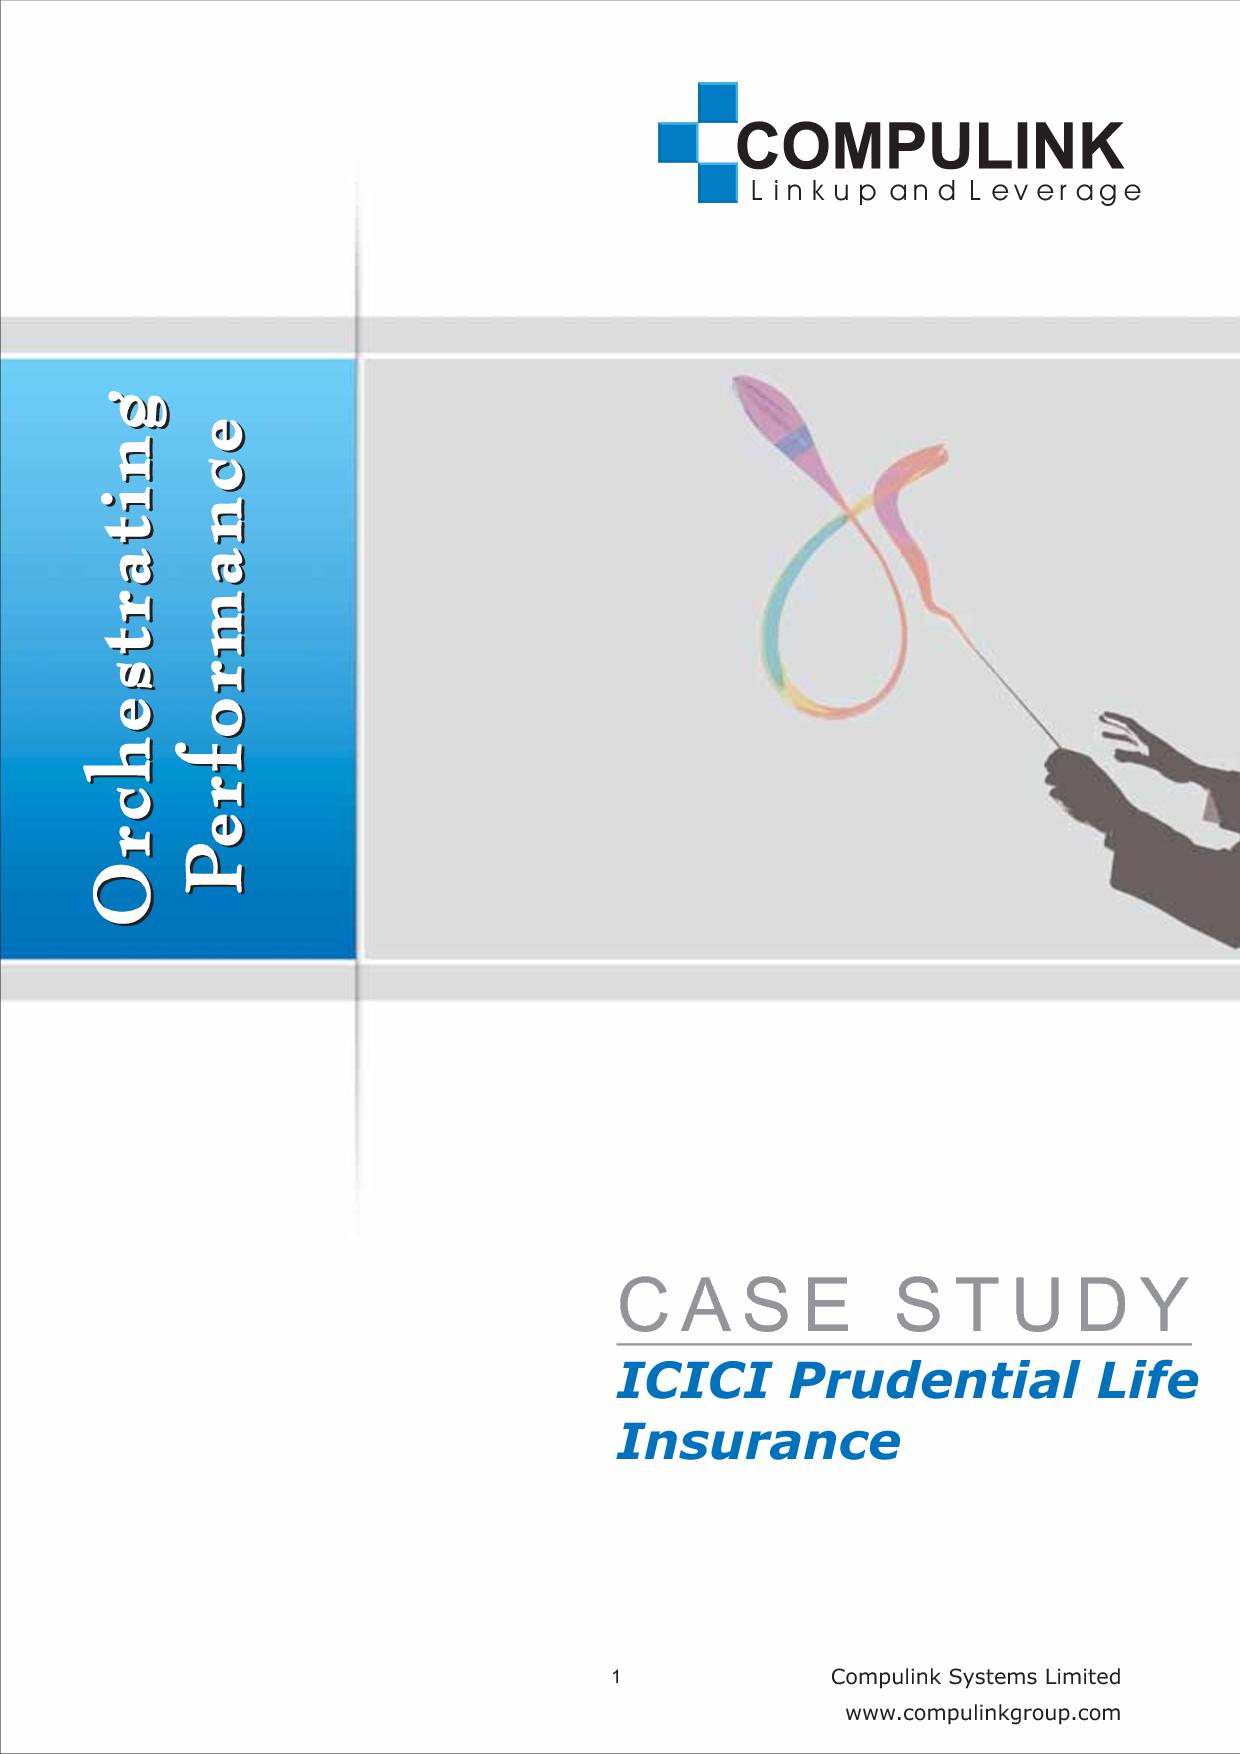 COMPULINK
Linkup and Leverage
Orchestrating
Performance
CASE STUDY
ICICI Prudential Life
Insurance
1
Compulink Systems Limited
www.compulinkgroup.com